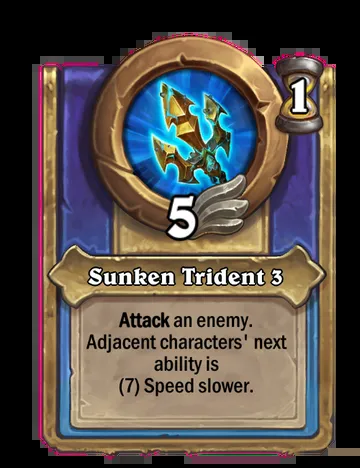 1
5
Sunken Trident 3
Attack an enemy.
Adjacent characters' next
ability is
(7) Speed slower.